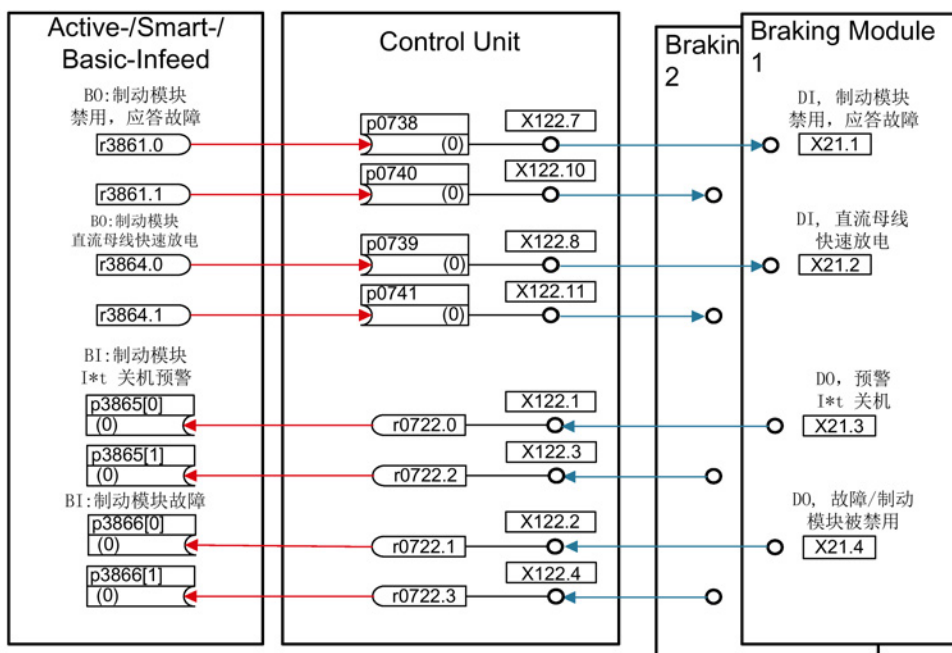 Active-/Smart-/
Basic-Infeed
BO:制动模块
禁用，应答故障
r3861.0
r3861.1
BO:制动模块
直流母线快速放电
r3864.0
r3864.1
BI:制动模块
I*t 关机预警
p3865[0]
(0)
p3865[1]
(0)
BI:制动模块故障
p3866[0]
(0)
p3866[1]
(0)
Control Unit
p0738
(0)
X122.7
p0740
(0)
X122.10
p0739
(0)
X122.8
p0741
(0)
X122.11
X122.1
r0722.0
X122.3
r0722.2
X122.2
r0722.1
X122.4
r0722.3
Brakin
2
Braking Module
1
DI, 制动模块
禁用，应答故障
X21.1
DI, 直流母线
快速放电
X21.2
DO, 预警
I*t 关机
X21.3
DO, 故障/制动
模块被禁用
X21.4